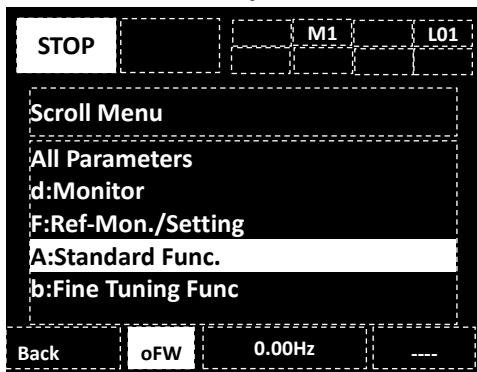 STOP M1 L01
Scroll Menu
All Parameters
d:Monitor
F:Ref-Mon./Setting
A:Standard Func.
b:Fine Tuning Func
Back oFW 0.00Hz ----